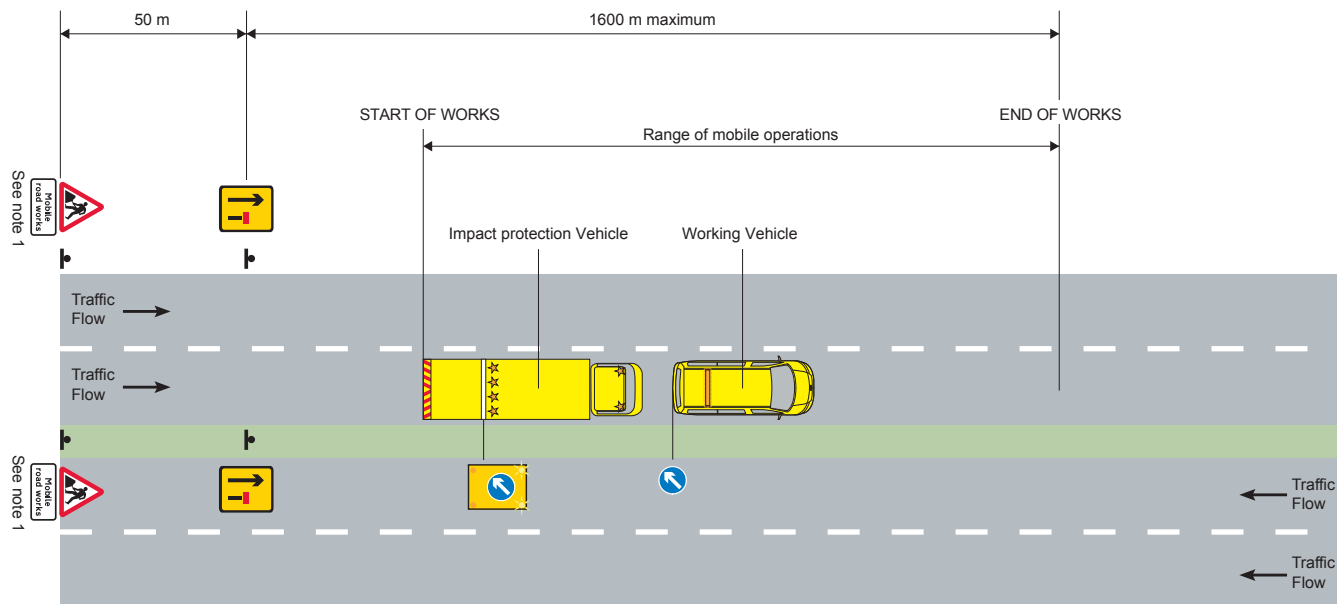 50 m
1600 m maximum
START OF WORKS
END OF WORKS
Range of mobile operations
Mobile
road works
See note 1
Impact protection Vehicle
Working Vehicle
Traffic
Flow
Traffic
Flow
Mobile
road works
See note 1
Traffic
Flow
Traffic
Flow